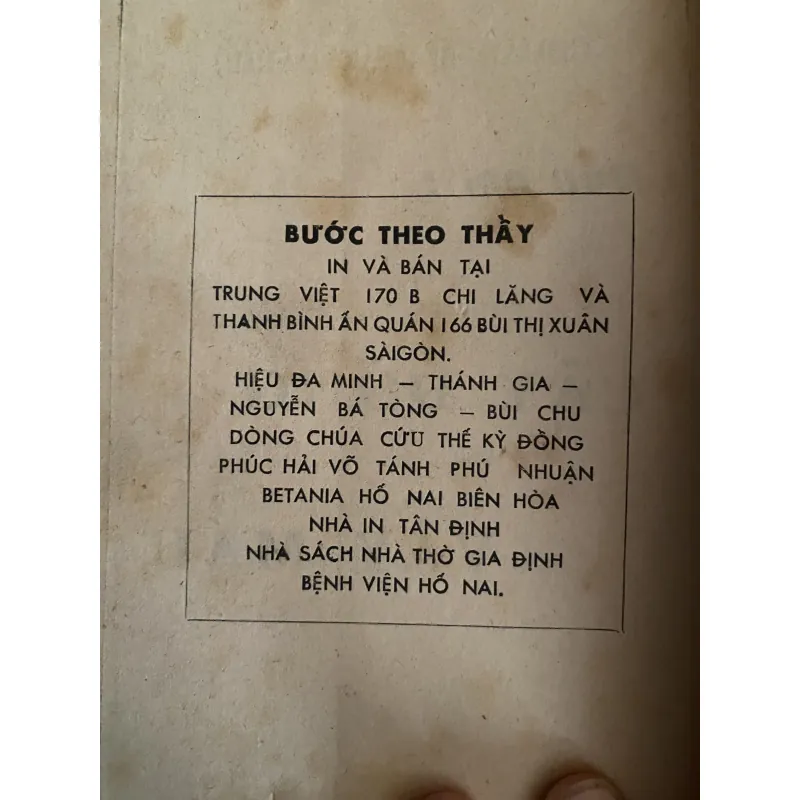 BƯỚC THEO THẦY
IN VÀ BÁN TẠI
TRUNG VIỆT 170 B CHI LĂNG VÀ
THANH BÌNH ẤN QUÁN 166 BÙI THỊ XUÂN
SÀIGÒN.
HIỆU ĐA MINH – THÁNH GIA –
NGUYỄN BÁ TÒNG – BÙI CHU
DÒNG CHÚA CỨU THẾ KỲ ĐỒNG
PHÚC HẢI VÕ TÁNH PHÚ NHUẬN
BETANIA HỐ NAI BIÊN HÒA
NHÀ IN TÂN ĐỊNH
NHÀ SÁCH NHÀ THỜ GIA ĐỊNH
BỆNH VIỆN HỐ NAI.